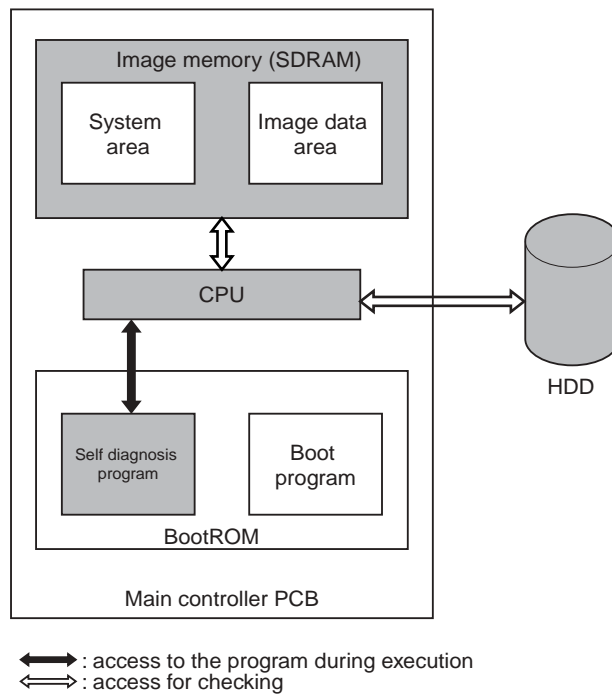 Image memory (SDRAM)
System
area
Image data
area
CPU
HDD
Self diagnosis
program
Boot
program
BootROM
Main controller PCB
: access to the program during execution
: access for checking